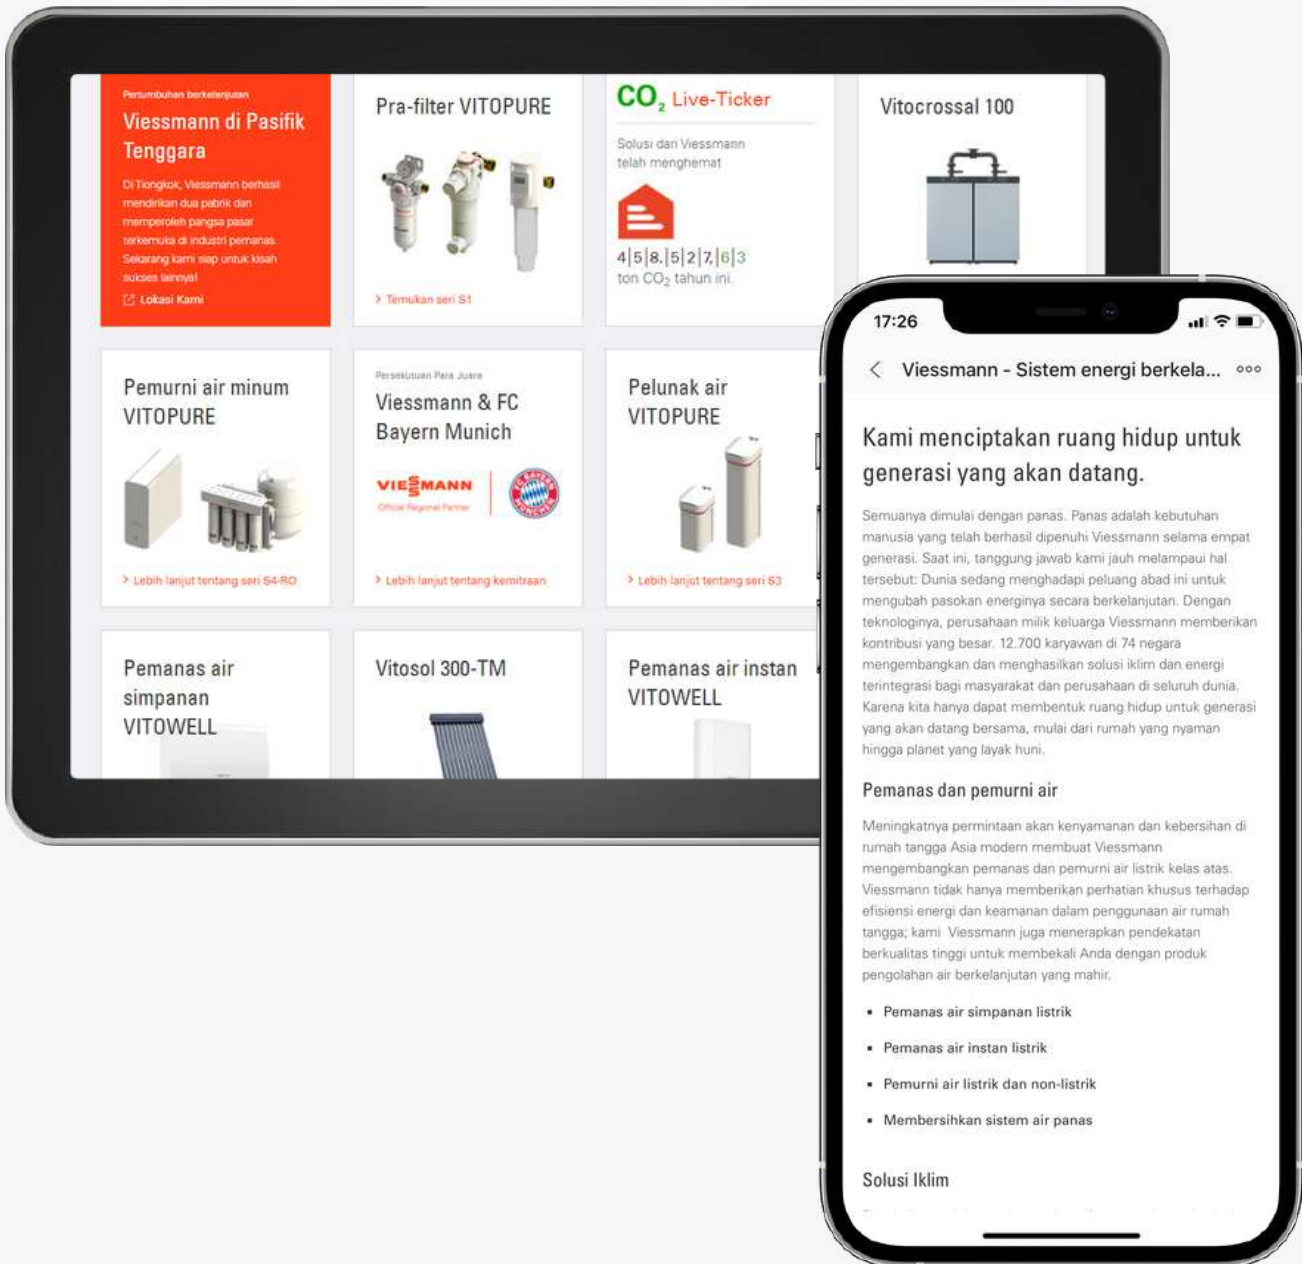 Pertumbuhan berkelanjutan
Viessmann di Pasifik
Tenggara
Di Tiongkok, Viessmann berhasil
mendirikan dua pabrik dan
memperoleh pangsa pasar
terkemuka di industri pemanas.
Sekarang kami siap untuk kisah
sukses lainnya!
Lokasi Kami
Pra-filter VITOPURE
> Temukan seri S1
CO2 Live-Ticker
Solusi dari Viessmann
telah menghemat
4|5|8.|5|2|7,|6|3
ton CO2 tahun ini.
Vitocrossal 100
Pemurni air minum
VITOPURE
> Lebih lanjut tentang seri S4-RO
Persekutuan Para Juara
Viessmann & FC
Bayern Munich
VIESSMANN
Official Regional Partner
FC BAYERN
MÜNCHEN
> Lebih lanjut tentang kemitraan
Pelunak air
VITOPURE
> Lebih lanjut tentang seri S3
Pemanas air
simpanan
VITOWELL
Vitosol 300-TM
Pemanas air instan
VITOWELL
17:26
< Viessmann - Sistem energi berkela...
Kami menciptakan ruang hidup untuk
generasi yang akan datang.
Semuanya dimulai dengan panas. Panas adalah kebutuhan
manusia yang telah berhasil dipenuhi Viessmann selama empat
generasi. Saat ini, tanggung jawab kami jauh melampaui hal
tersebut: Dunia sedang menghadapi peluang abad ini untuk
mengubah pasokan energinya secara berkelanjutan. Dengan
teknologinya, perusahaan milik keluarga Viessmann memberikan
kontribusi yang besar. 12.700 karyawan di 74 negara
mengembangkan dan menghasilkan solusi iklim dan energi
terintegrasi bagi masyarakat dan perusahaan di seluruh dunia.
Karena kita hanya dapat membentuk ruang hidup untuk generasi
yang akan datang bersama, mulai dari rumah yang nyaman
hingga planet yang layak huni.
Pemanas dan pemurni air
Meningkatnya permintaan akan kenyamanan dan kebersihan di
rumah tangga Asia modern membuat Viessmann
mengembangkan pemanas dan pemurni air listrik kelas atas.
Viessmann tidak hanya memberikan perhatian khusus terhadap
efisiensi energi dan keamanan dalam penggunaan air rumah
tangga; kami  Viessmann juga menerapkan pendekatan
berkualitas tinggi untuk membekali Anda dengan produk
pengolahan air berkelanjutan yang mahir.
▪ Pemanas air simpanan listrik
▪ Pemanas air instan listrik
▪ Pemurni air listrik dan non-listrik
▪ Membersihkan sistem air panas
Solusi Iklim